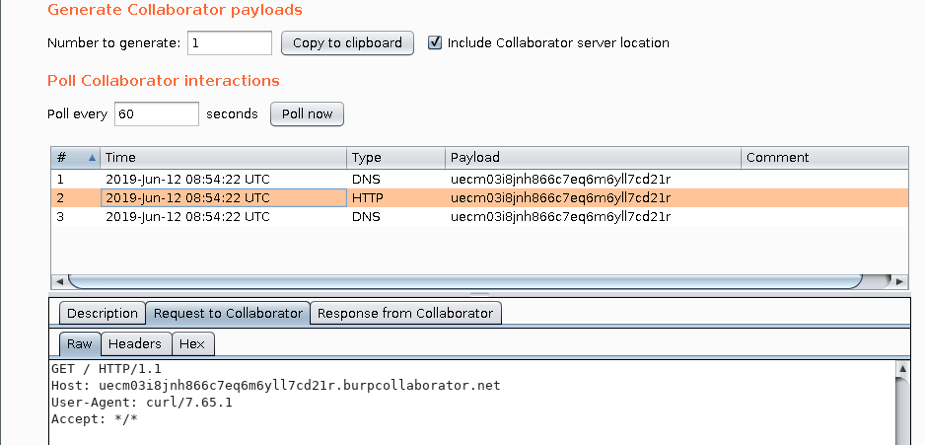 Generate Collaborator payloads
Number to generate: 1 Copy to clipboard Include Collaborator server location
Poll Collaborator interactions
Poll every 60 seconds Poll now
# Time Type Payload Comment
1 2019-Jun-12 08:54:22 UTC DNS uecm03i8jnh866c7eq6m6yll7cd21r
2 2019-Jun-12 08:54:22 UTC HTTP uecm03i8jnh866c7eq6m6yll7cd21r
3 2019-Jun-12 08:54:22 UTC DNS uecm03i8jnh866c7eq6m6yll7cd21r
Description Request to Collaborator Response from Collaborator
Raw Headers Hex
GET / HTTP/1.1
Host: uecm03i8jnh866c7eq6m6yll7cd21r.burpcollaborator.net
User-Agent: curl/7.65.1
Accept: */*